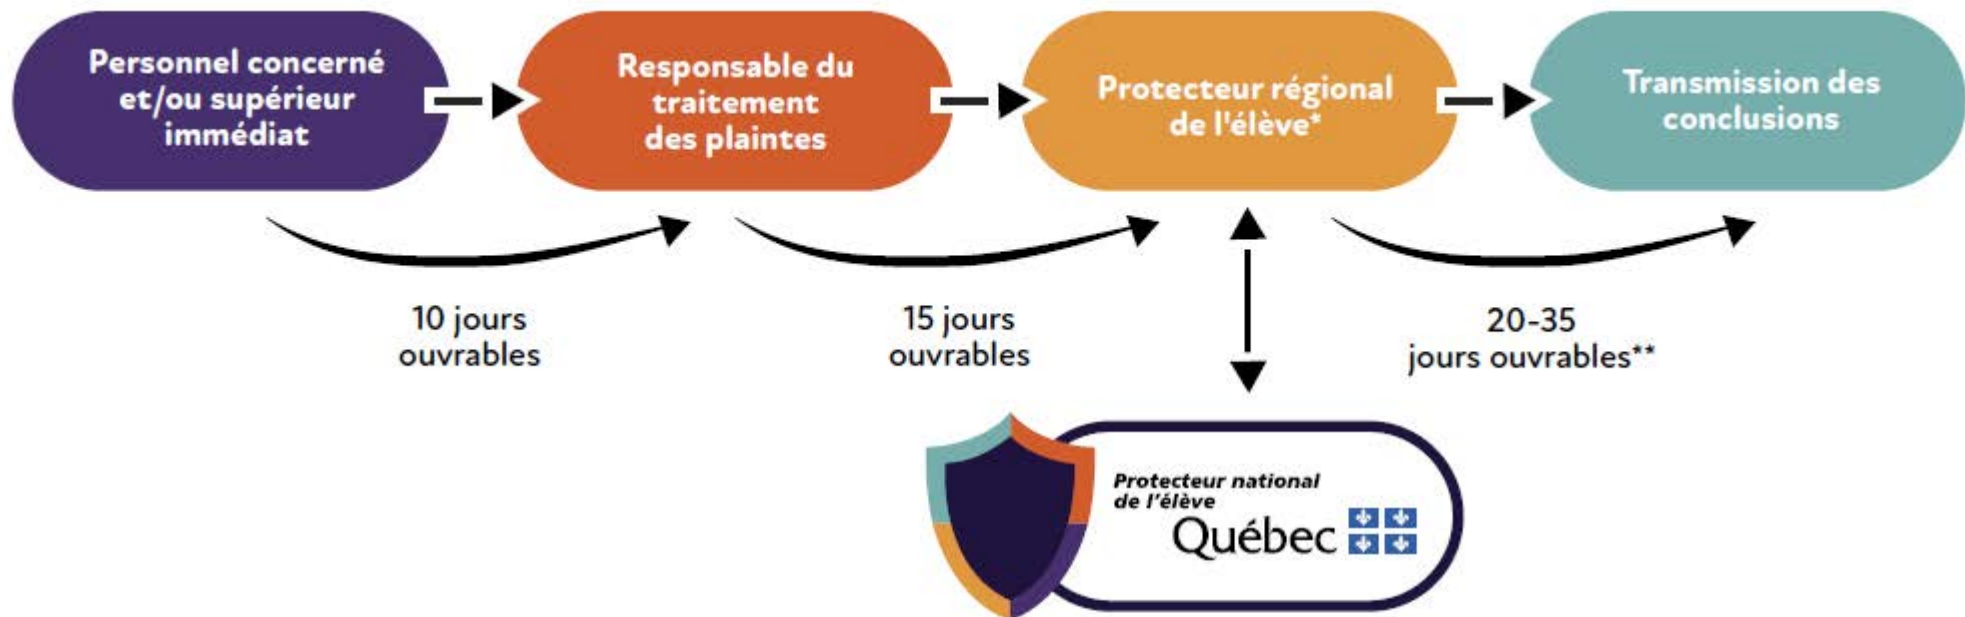 Personnel concerné
et/ou supérieur
immédiat
Responsable du
traitement
des plaintes
Protecteur régional
de l'élève*
Transmission des
conclusions
10 jours
ouvrables
15 jours
ouvrables
20-35
jours ouvrables**
Protecteur national
de l'élève
Québec